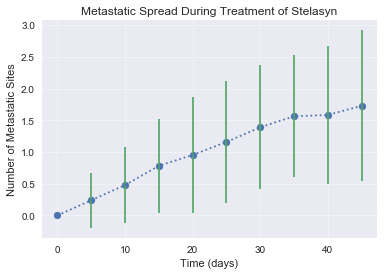 Metastatic Spread During Treatment of Stelasyn
Number of Metastatic Sites
3.0
2.5
2.0
1.5
1.0
0.5
0.0
0 10 20 30 40
Time (days)